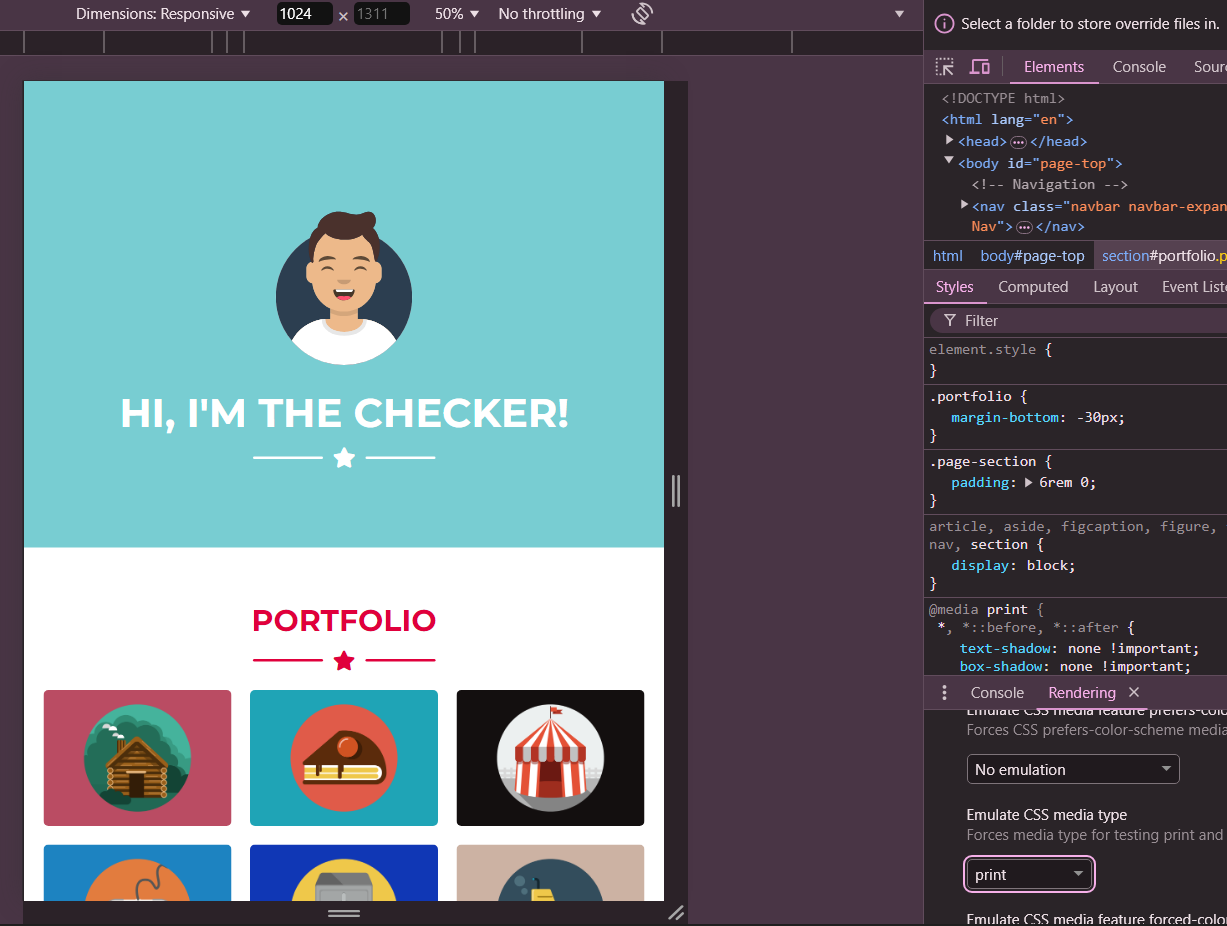 Dimensions: Responsive 1024 × 1311 50% No throttling
Select a folder to store override files in.
Elements Console Sour
<!DOCTYPE html>
<html lang="en">
<head>…</head>
<body id="page-top">
<!-- Navigation -->
<nav class="navbar navbar-expan
Nav">…</nav>
html body#page-top section#portfolio.p
Styles Computed Layout Event Liste
Filter
element.style {
}
.portfolio {
margin-bottom: -30px;
}
.page-section {
padding: 6rem 0;
}
article, aside, figcaption, figure,
nav, section {
display: block;
}
@media print {
*, *::before, *::after {
text-shadow: none !important;
box-shadow: none !important;
Console Rendering
Emulate CSS media feature prefers-colo
Forces CSS prefers-color-scheme media
No emulation
Emulate CSS media type
Forces media type for testing print and
print
Emulate CSS media feature forced-color
HI, I'M THE CHECKER!
PORTFOLIO